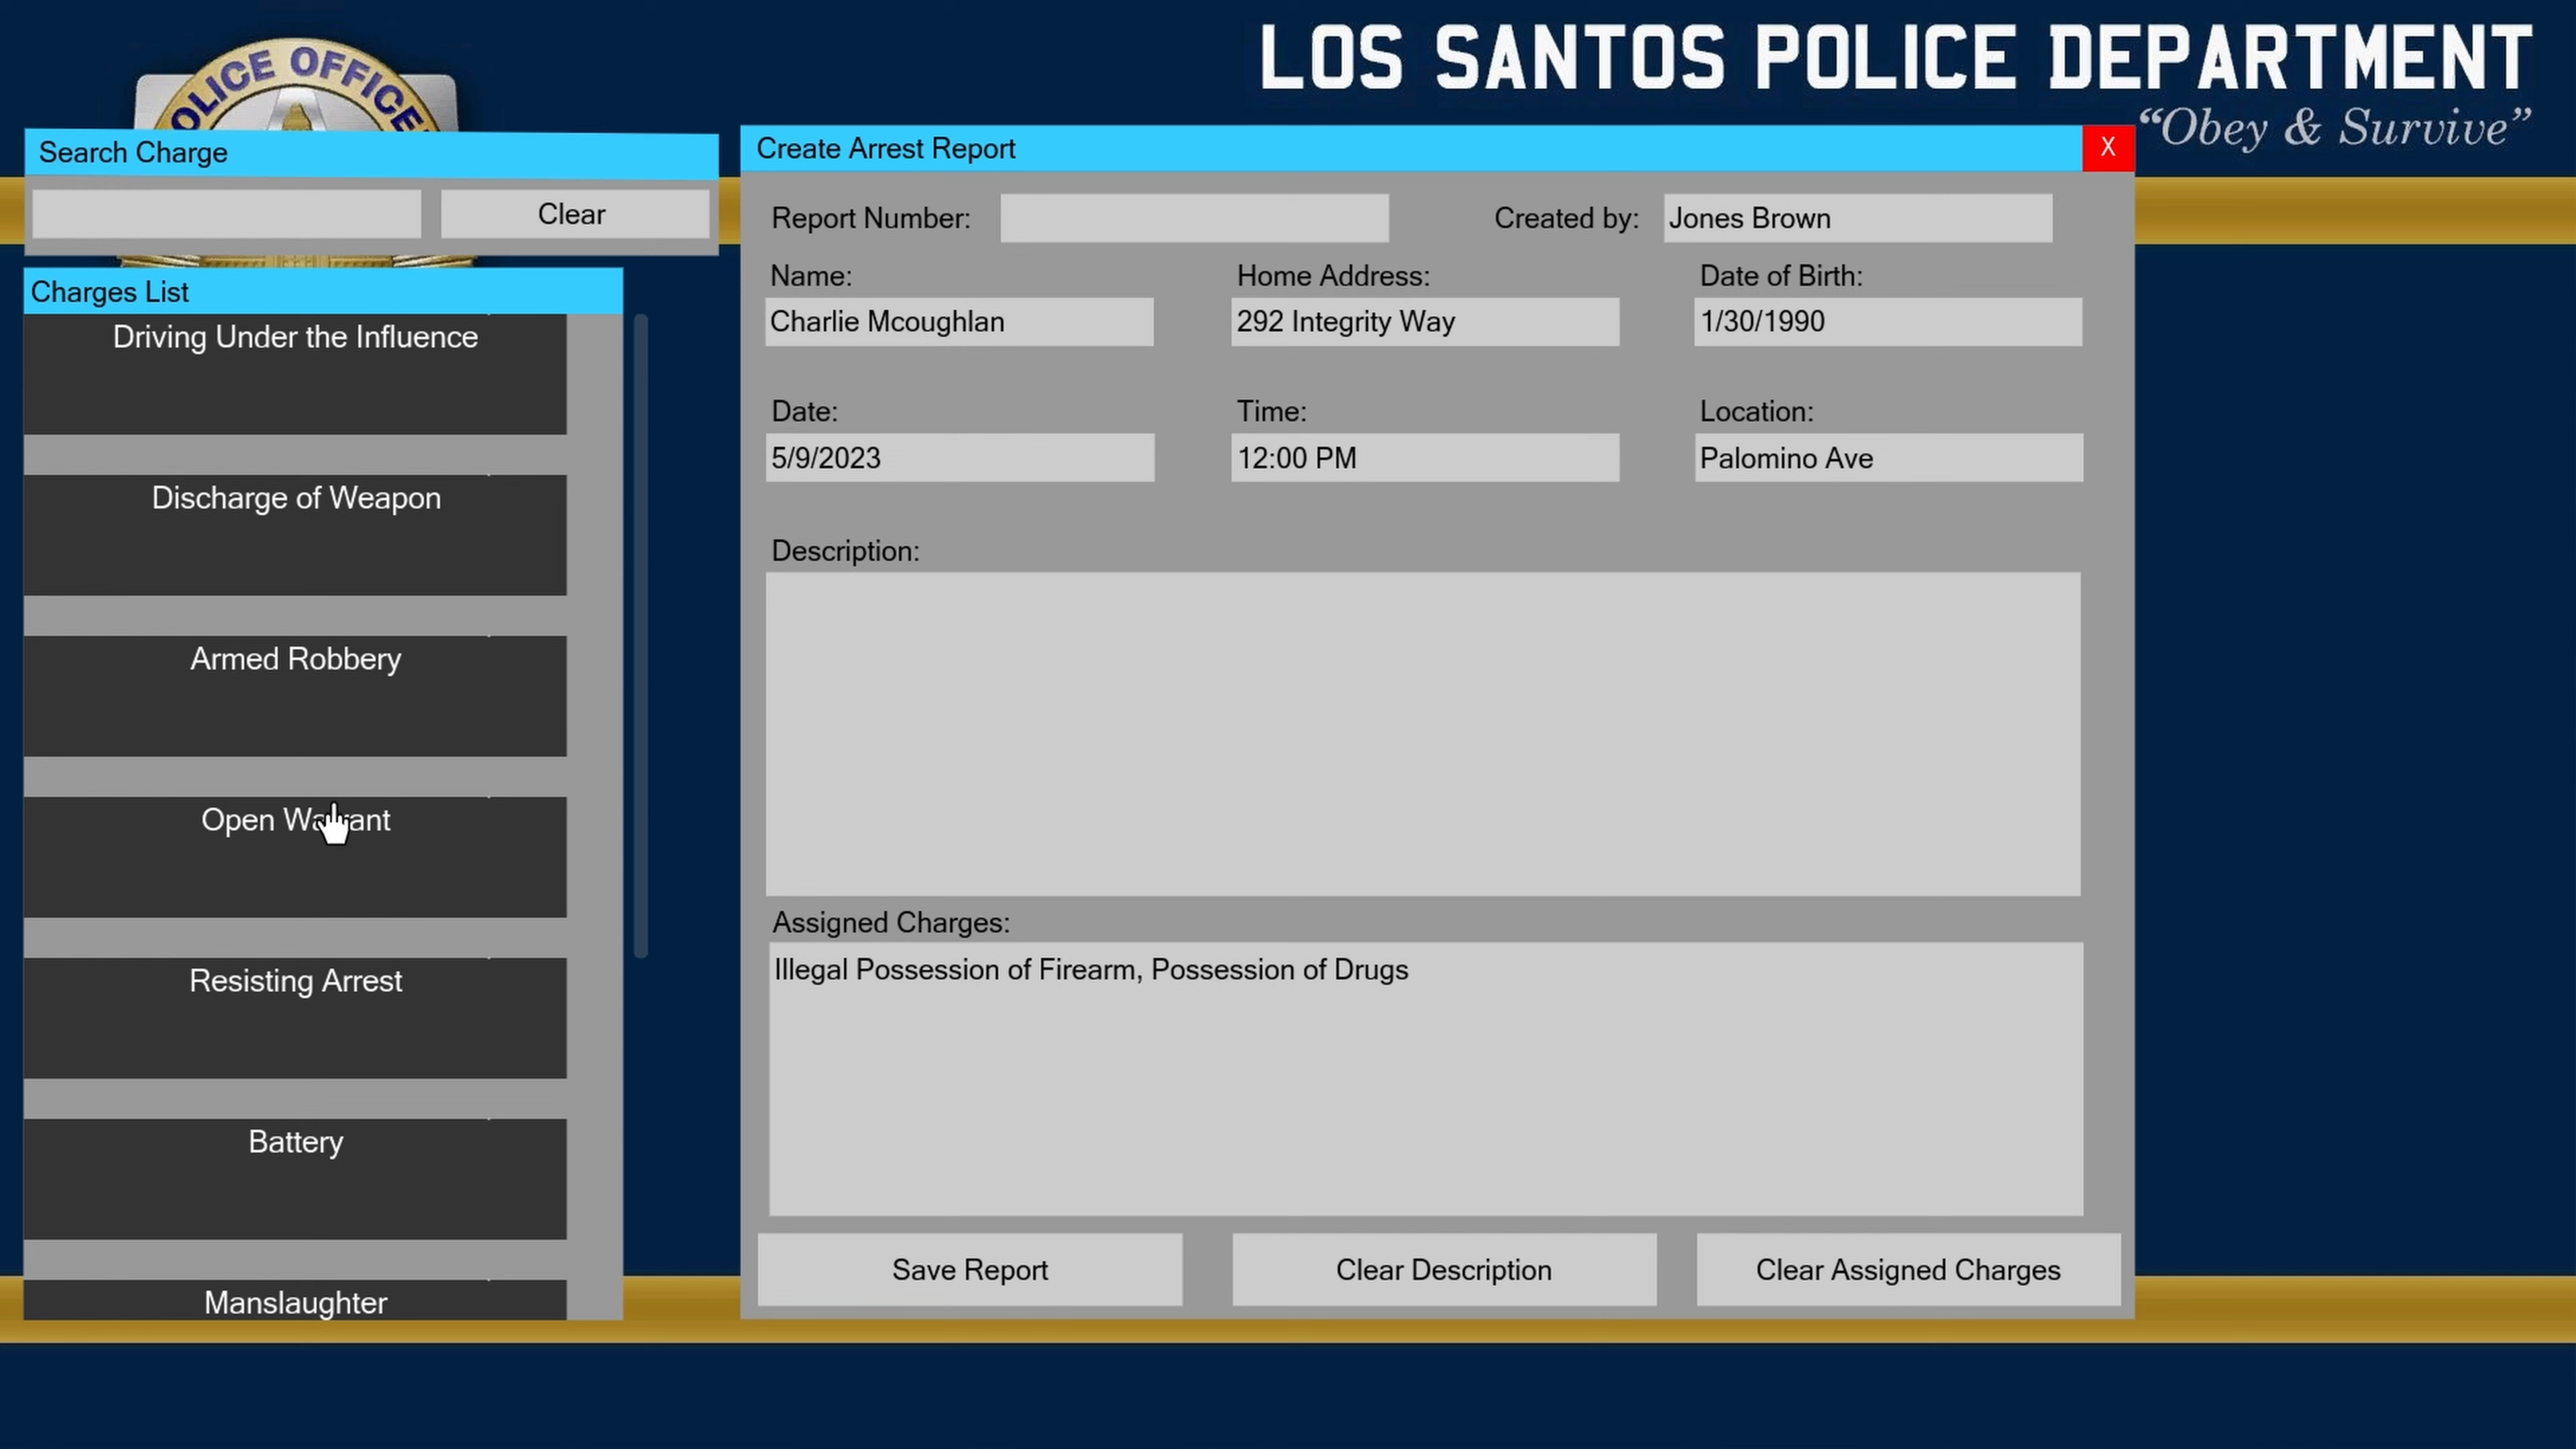 LOS SANTOS POLICE DEPARTMENT
“Obey & Survive”
POLICE OFFICER
Search Charge
Clear
Charges List
Driving Under the Influence
Discharge of Weapon
Armed Robbery
Open Warrant
Resisting Arrest
Battery
Manslaughter
Create Arrest Report
X
Report Number:
Created by: Jones Brown
Name: Home Address: Date of Birth:
Charlie Mcoughlan 292 Integrity Way 1/30/1990
Date: Time: Location:
5/9/2023 12:00 PM Palomino Ave
Description:
Assigned Charges:
Illegal Possession of Firearm, Possession of Drugs
Save Report Clear Description Clear Assigned Charges